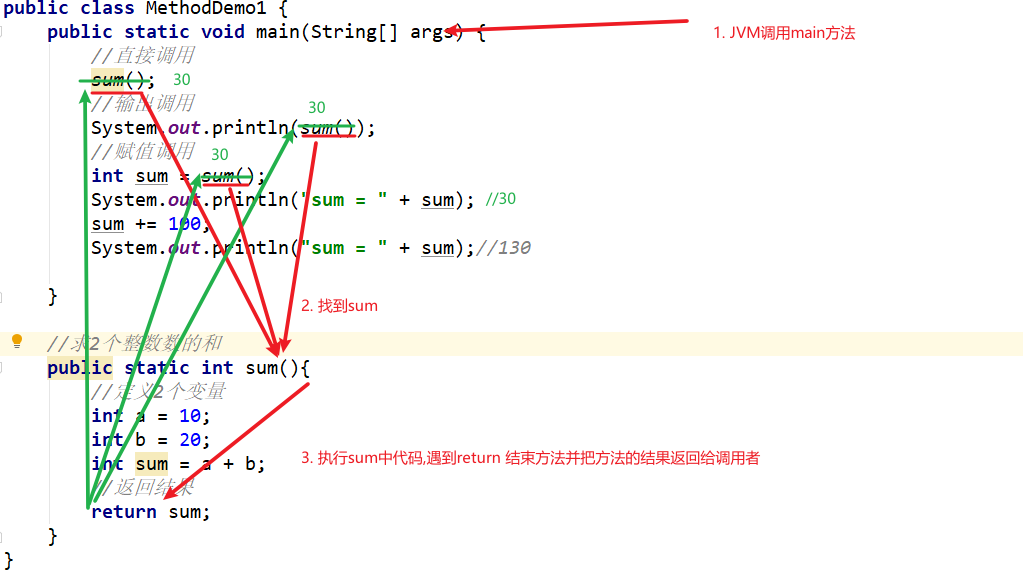 public class MethodDemo1 {
public static void main(String[] args) { 1. JVM调用main方法
//直接调用
sum(); 30
//输出调用
30
System.out.println(sum());
//赋值调用
30
int sum = sum();
System.out.println("sum = " + sum); //30
sum += 100;
System.out.println("sum = " + sum);//130
}
2. 找到sum
//求2个整数数的和
public static int sum(){
//定义2个变量
int a = 10;
int b = 20;
int sum = a + b; 3. 执行sum中代码,遇到return 结束方法并把方法的结果返回给调用者
//返回结果
return sum;
}
}